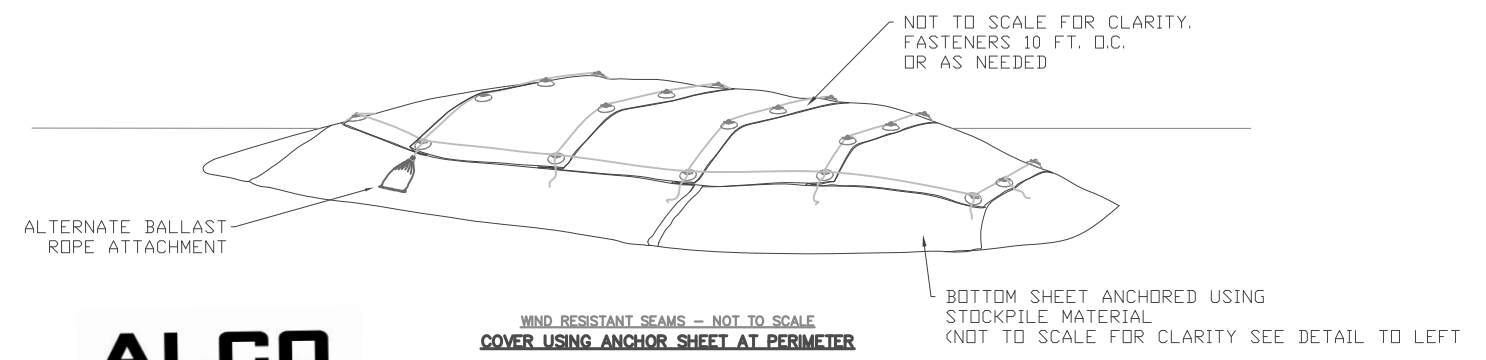 NOT TO SCALE FOR CLARITY.
FASTENERS 10 FT. O.C.
OR AS NEEDED
ALTERNATE BALLAST
ROPE ATTACHMENT
BOTTOM SHEET ANCHORED USING
STOCKPILE MATERIAL
(NOT TO SCALE FOR CLARITY SEE DETAIL TO LEFT
WIND RESISTANT SEAMS - NOT TO SCALE
COVER USING ANCHOR SHEET AT PERIMETER
ALCO